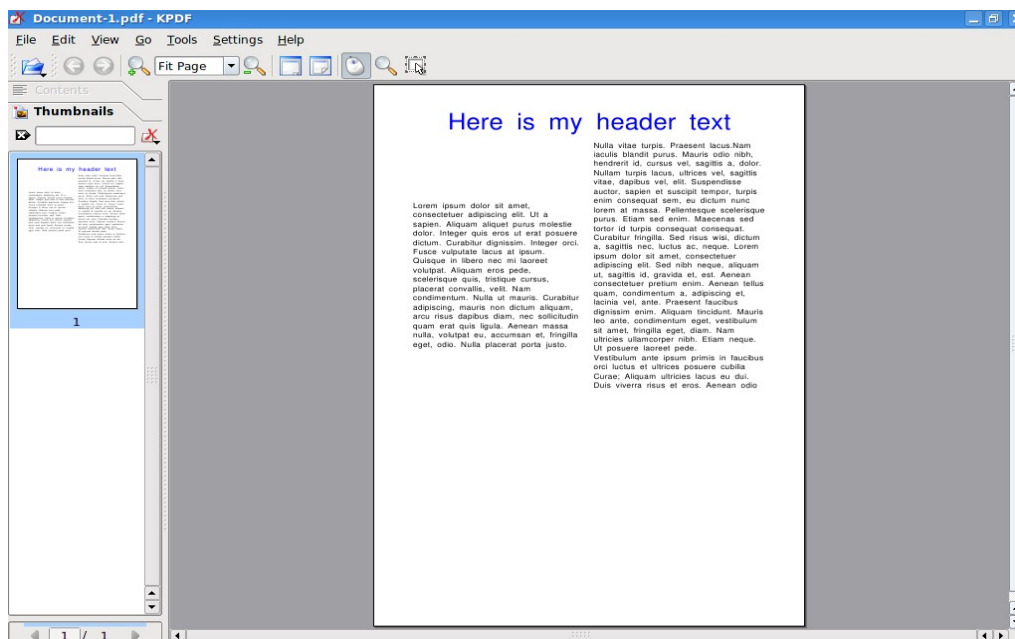 Document-1.pdf - KPDF
File Edit View Go Tools Settings Help
Fit Page
Contents
Thumbnails
Here is my header text
1
1 / 1
Here is my header text
Lorem ipsum dolor sit amet,
consectetuer adipiscing elit. Ut a
sapien. Aliquam aliquet purus molestie
dolor. Integer quis eros ut erat posuere
dictum. Curabitur dignissim. Integer orci.
Fusce vulputate lacus at ipsum.
Quisque in libero nec mi laoreet
volutpat. Aliquam eros pede,
scelerisque quis, tristique cursus,
placerat convallis, velit. Nam
condimentum. Nulla ut mauris. Curabitur
adipiscing, mauris non dictum aliquam,
arcu risus dapibus diam, nec sollicitudin
quam erat quis ligula. Aenean massa
nulla, volutpat eu, accumsan et, fringilla
eget, odio. Nulla placerat porta justo.
Nulla vitae turpis. Praesent lacus.Nam
iaculis blandit purus. Mauris odio nibh,
hendrerit id, cursus vel, sagittis a, dolor.
Nullam turpis lacus, ultrices vel, sagittis
vitae, dapibus vel, elit. Suspendisse
auctor, sapien et suscipit tempor, turpis
enim consequat sem, eu dictum nunc
lorem at massa. Pellentesque scelerisque
purus. Etiam sed enim. Maecenas sed
tortor id turpis consequat consequat.
Curabitur fringilla. Sed risus wisi, dictum
a, sagittis nec, luctus ac, neque. Lorem
ipsum dolor sit amet, consectetuer
adipiscing elit. Sed nibh neque, aliquam
ut, sagittis id, gravida et, est. Aenean
consectetuer pretium enim. Aenean tellus
quam, condimentum a, adipiscing et,
lacinia vel, ante. Praesent faucibus
dignissim enim. Aliquam tincidunt. Mauris
leo ante, condimentum eget, vestibulum
sit amet, fringilla eget, diam. Nam
ultricies ullamcorper nibh. Etiam neque.
Ut posuere laoreet pede.
Vestibulum ante ipsum primis in faucibus
orci luctus et ultrices posuere cubilia
Curae; Aliquam ultricies lacus eu dui.
Duis viverra risus et eros. Aenean odio